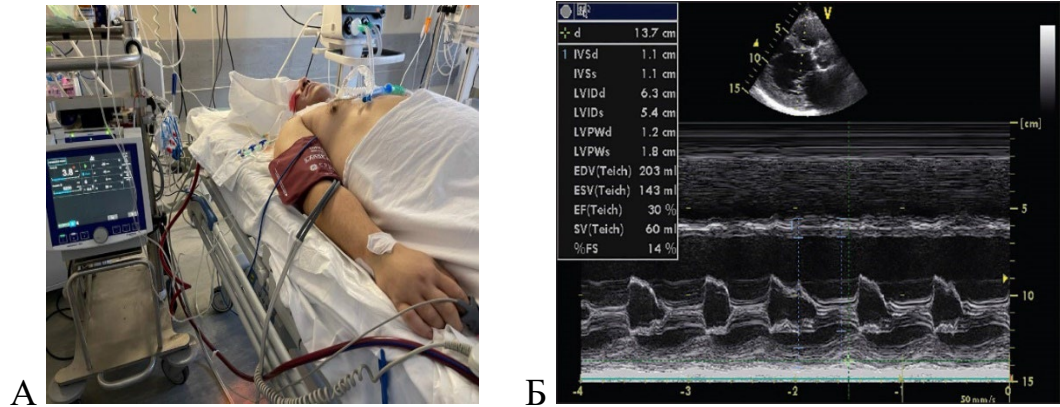 А
3.8
Б
V
5
10
15
d 13.7 cm
1 IVSd 1.1 cm
IVSs 1.1 cm
LVIDd 6.3 cm
LVIDs 5.4 cm
LVPWd 1.2 cm
LVPWs 1.8 cm
EDV(Teich) 203 ml
ESV(Teich) 143 ml
EF(Teich) 30 %
SV(Teich) 60 ml
%FS 14 %
[cm]
5
10
15
-4
-3
-2
-1
0
50 mm/s